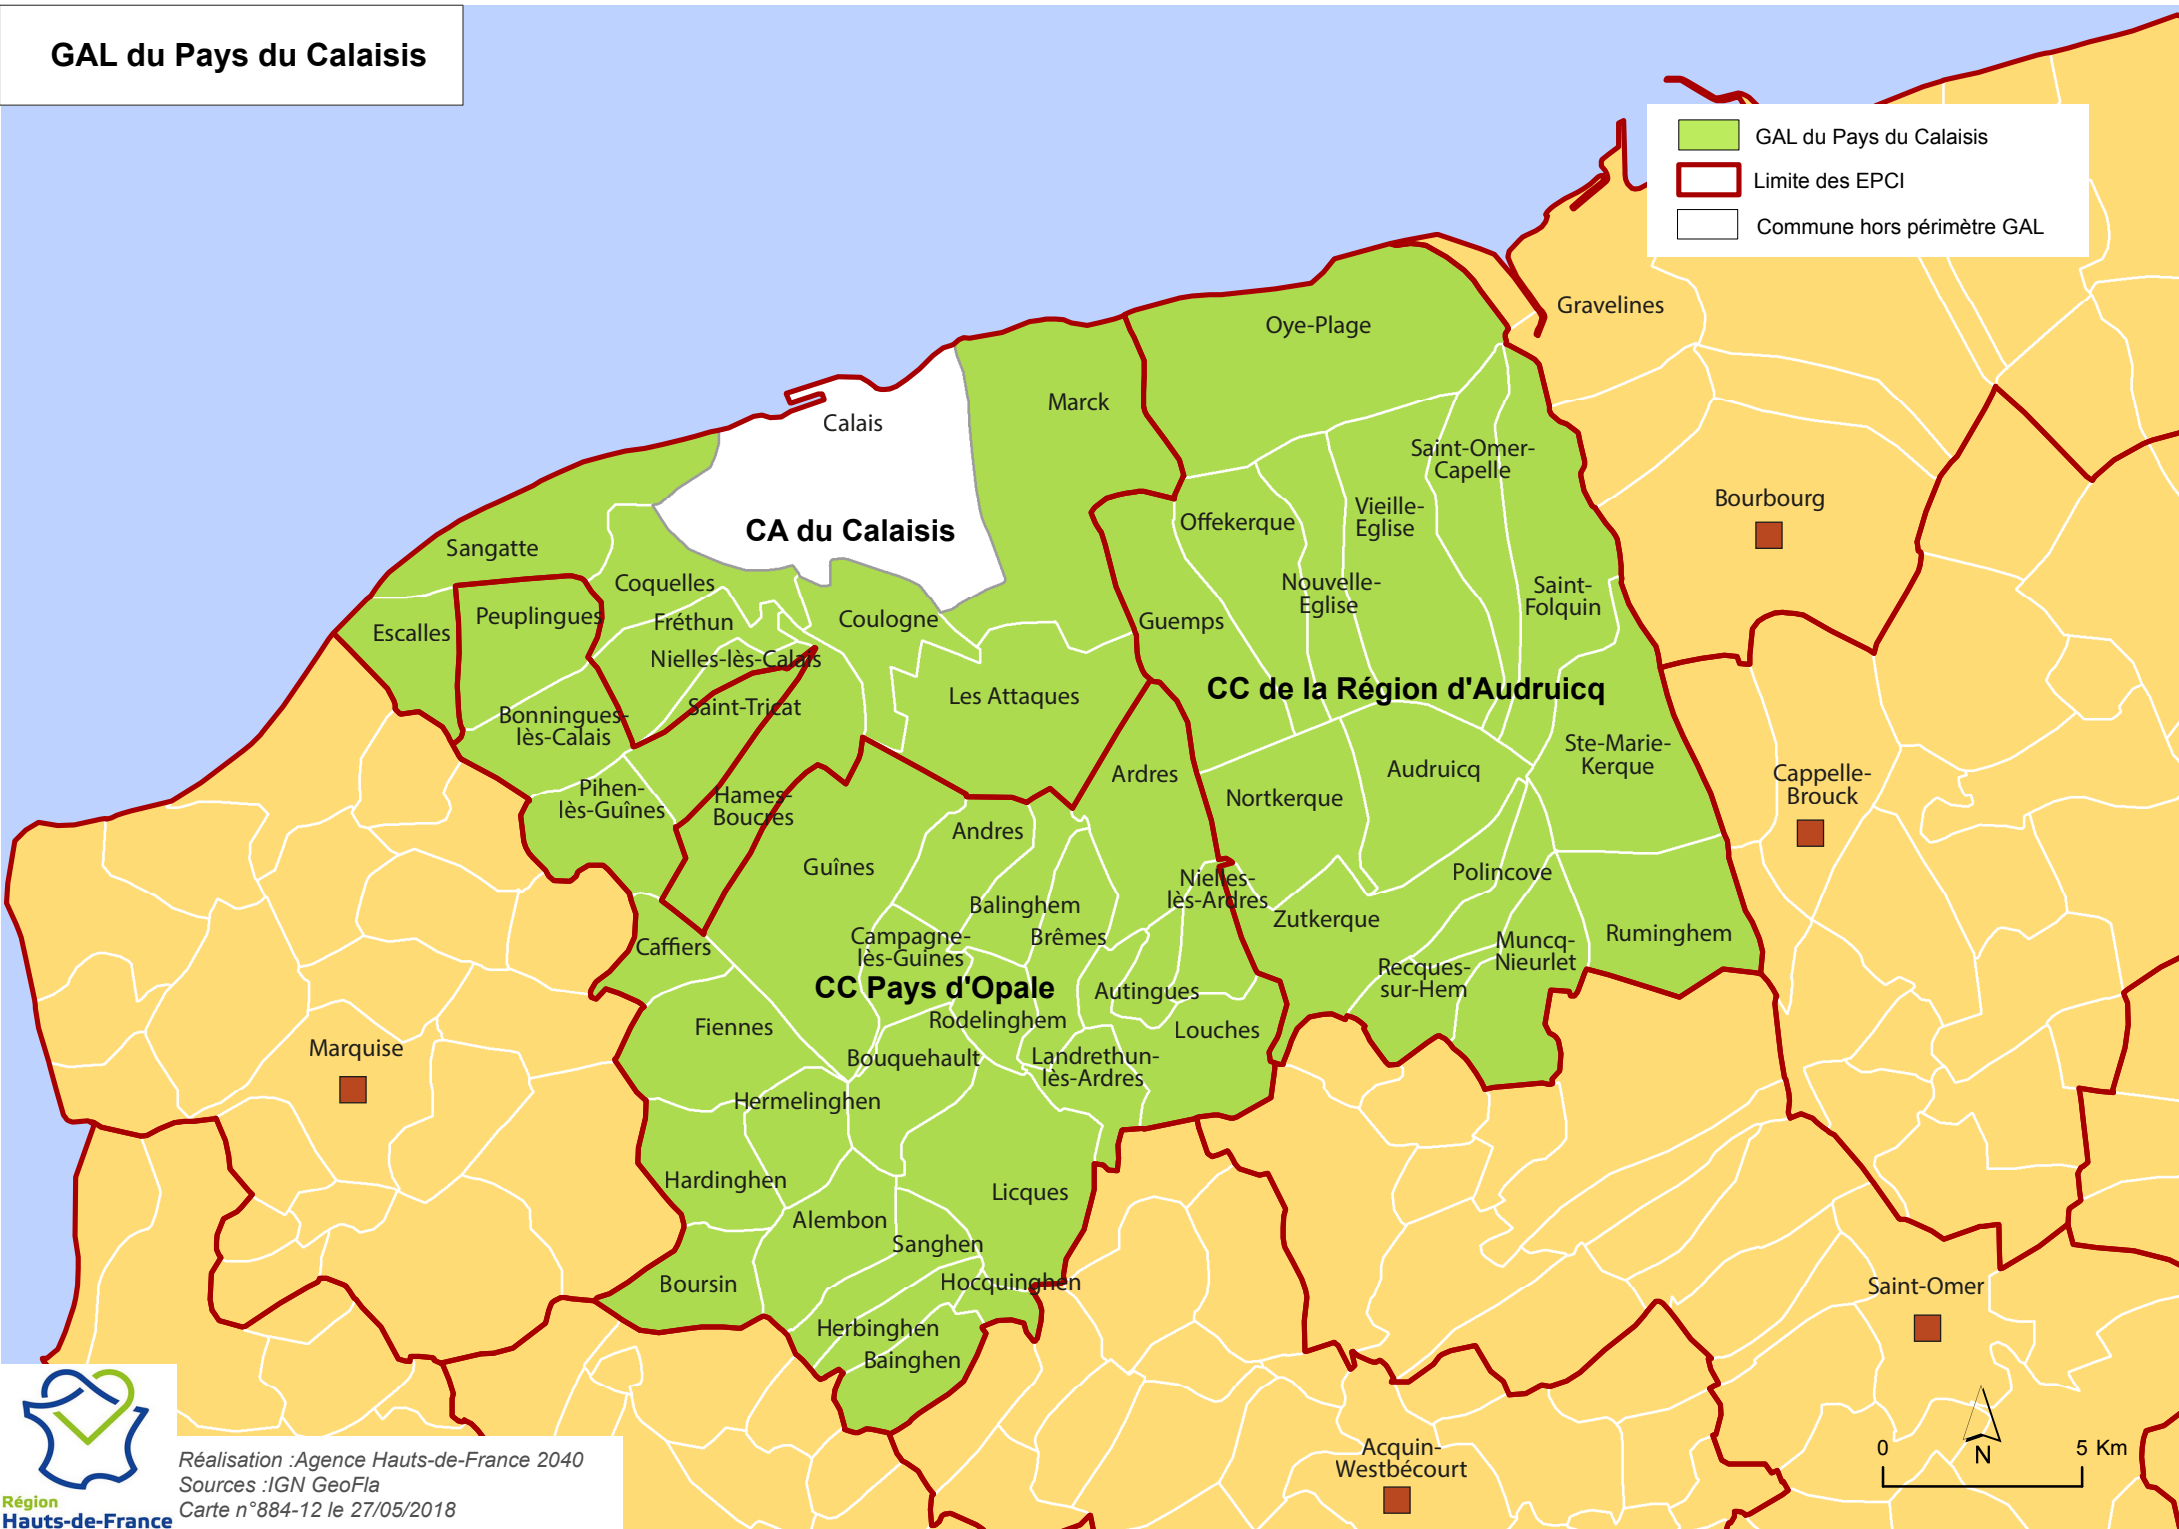 GAL du Pays du Calaisis
GAL du Pays du Calaisis
Limite des EPCI
Commune hors périmètre GAL
Gravelines
Oye-Plage
Marck
Calais
Saint-Omer-
Capelle
Bourbourg
Vieille-
Eglise
Offekerque
CA du Calaisis
Sangatte
Coquelles
Nouvelle-
Eglise
Saint-
Folquin
Peuplingues
Fréthun
Coulogne
Guemps
Escalles
Nielles-lès-Calais
CC de la Région d'Audruicq
Les Attaques
Saint-Tricat
Bonningues-
lès-Calais
Ste-Marie-
Kerque
Ardres
Audruicq
Cappelle-
Brouck
Pihen-
lès-Guînes
Hames-
Boucres
Nortkerque
Andres
Guînes
Polincove
Nielles-
lès-Ardres
Balinghem
Zutkerque
Brêmes
Campagne-
lès-Guines
Caffiers
Ruminghem
Muncq-
Nieurlet
Recques-
sur-Hem
CC Pays d'Opale
Autingues
Rodelinghem
Fiennes
Louches
Marquise
Bouquehault
Landrethun-
lès-Ardres
Hermelinghen
Hardinghen
Licques
Alembon
Sanghen
Boursin
Hocquinghen
Saint-Omer
Herbinghen
Bainghen
Acquin-
Westbécourt
0 5 Km
N
Réalisation :Agence Hauts-de-France 2040
Sources :IGN GeoFla
Carte n°884-12 le 27/05/2018
Région
Hauts-de-France